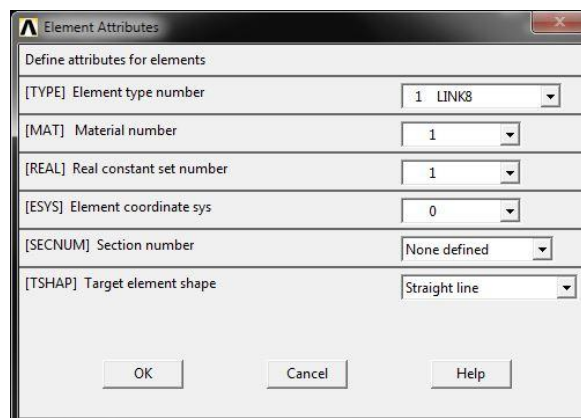 Element Attributes
Define attributes for elements
[TYPE] Element type number 1 LINK8
[MAT] Material number 1
[REAL] Real constant set number 1
[ESYS] Element coordinate sys 0
[SECNUM] Section number None defined
[TSHAP] Target element shape Straight line
OK Cancel Help